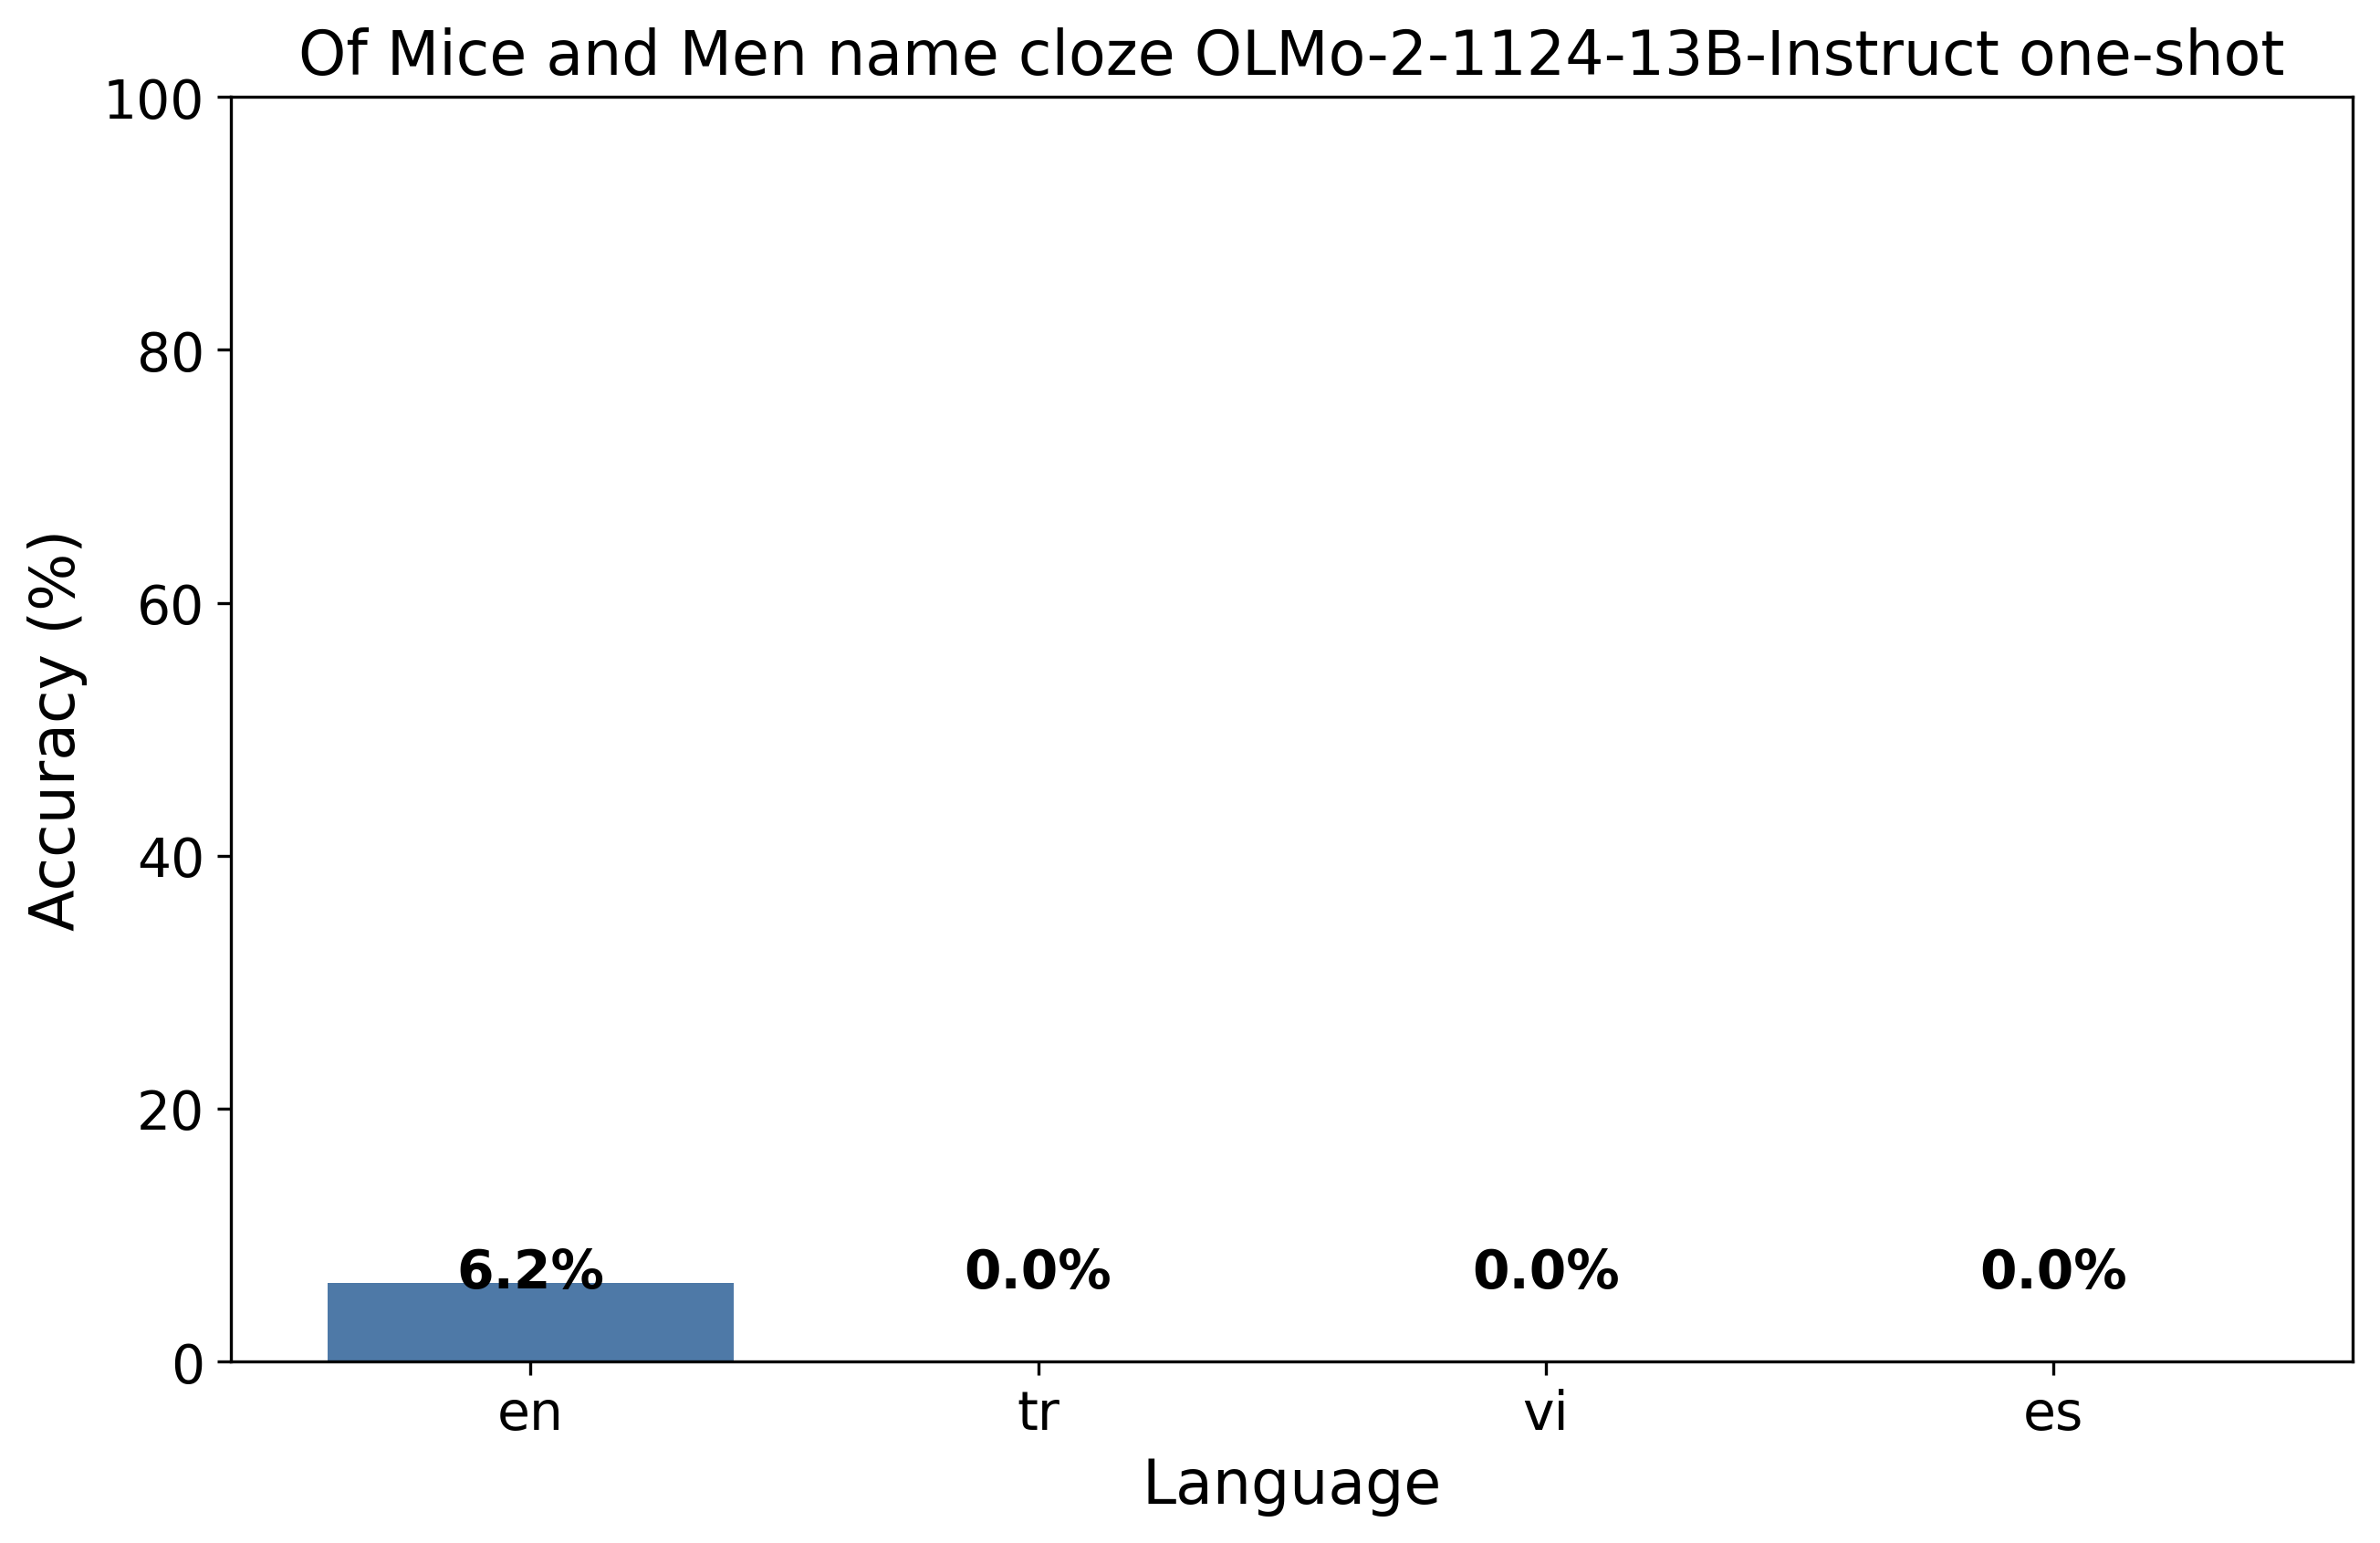 Of Mice and Men name cloze OLMo-2-1124-13B-Instruct one-shot
100
80
60
40
20
0
Accuracy (%)
6.2%
0.0%
0.0%
0.0%
en
tr
vi
es
Language